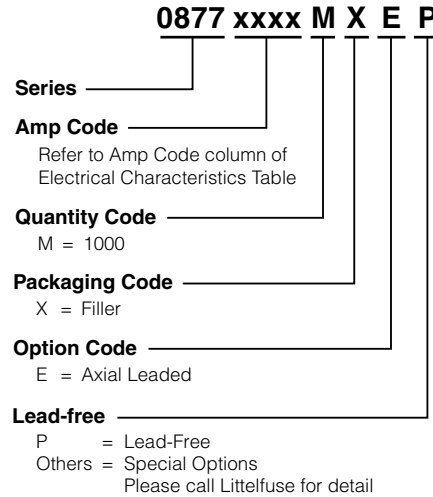 0877 xxxx M X E P
Series
Amp Code
Refer to Amp Code column of
Electrical Characteristics Table
Quantity Code
M = 1000
Packaging Code
X = Filler
Option Code
E = Axial Leaded
Lead-free
P = Lead-Free
Others = Special Options
Please call Littelfuse for detail